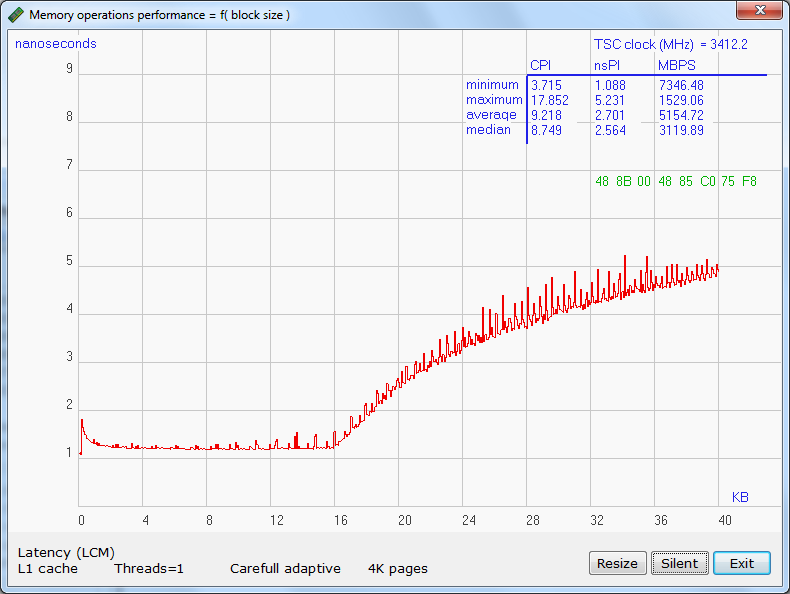 Memory operations performance = f( block size )
nanoseconds
TSC clock (MHz) = 3412.2
CPI nsPI MBPS
minimum 3.715 1.088 7346.48
maximum 17.852 5.231 1529.06
average 9.218 2.701 5154.72
median 8.749 2.564 3119.89
48 8B 00 48 85 C0 75 F8
9
8
7
6
5
4
3
2
1
KB
0 4 8 12 16 20 24 28 32 36 40
Latency (LCM)
L1 cache Threads=1 Carefull adaptive 4K pages
Resize Silent Exit